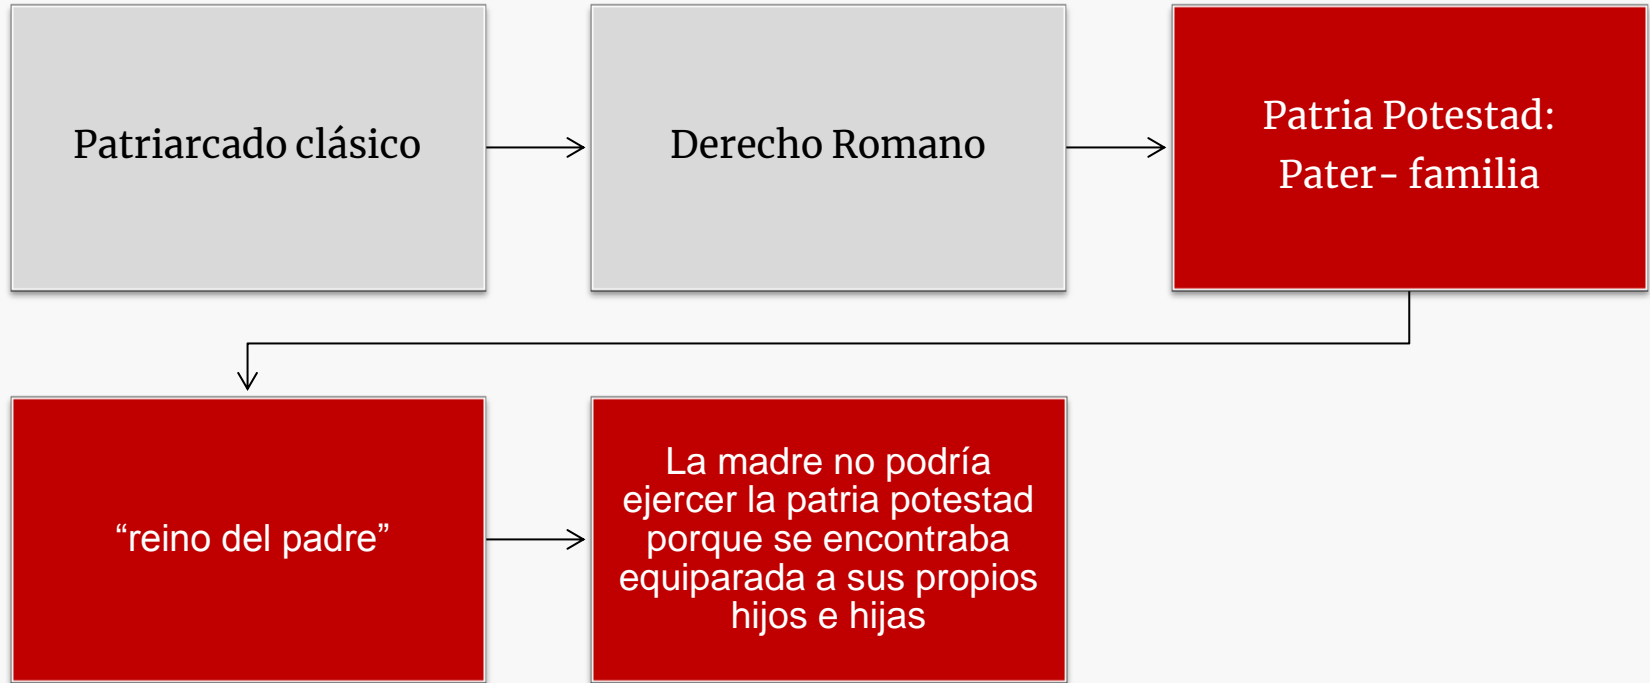 Patriarcado clásico
Derecho Romano
Patria Potestad:
Pater- familia
“reino del padre”
La madre no podría
ejercer la patria potestad
porque se encontraba
equiparada a sus propios
hijos e hijas